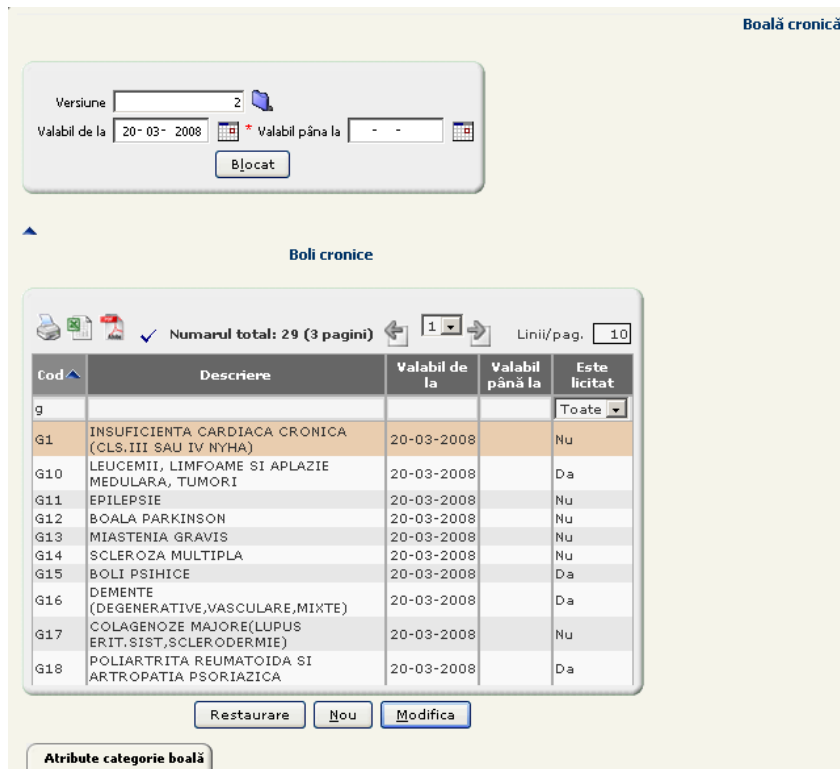 Boală cronică
Versiune 2
Valabil de la 20- 03- 2008 * Valabil pâna la - -
Blocat
Boli cronice
Numarul total: 29 (3 pagini) 1 Linii/pag. 10
Cod Descriere Valabil de la Valabil până la Este licitat
g Toate
G1 INSUFICIENTA CARDIACA CRONICA (CLS.III SAU IV NYHA) 20-03-2008 Nu
G10 LEUCEMII, LIMFOAME SI APLAZIE MEDULARA, TUMORI 20-03-2008 Da
G11 EPILEPSIE 20-03-2008 Nu
G12 BOALA PARKINSON 20-03-2008 Nu
G13 MIASTENIA GRAVIS 20-03-2008 Nu
G14 SCLEROZA MULTIPLA 20-03-2008 Nu
G15 BOLI PSIHICE 20-03-2008 Da
G16 DEMENTE (DEGENERATIVE,VASCULARE,MIXTE) 20-03-2008 Da
G17 COLAGENOZE MAJORE(LUPUS ERIT.SIST,SCLERODERMIE) 20-03-2008 Nu
G18 POLIARTRITA REUMATOIDA SI ARTROPATIA PSORIAZICA 20-03-2008 Da
Restaurare Nou Modifica
Atribute categorie boală